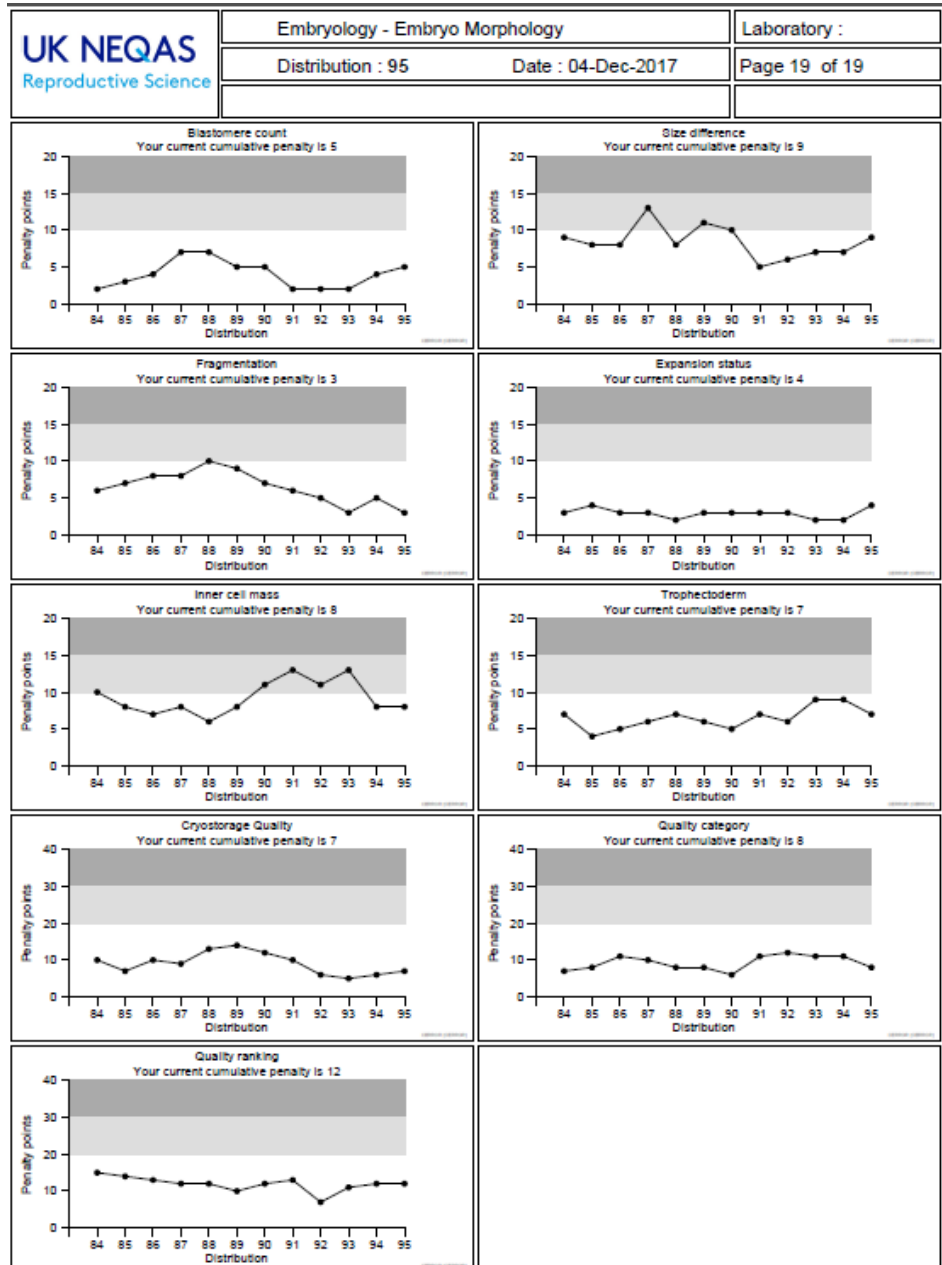 UK NEQAS
Reproductive Science
Embryology - Embryo Morphology
Laboratory :
Distribution : 95 Date : 04-Dec-2017
Page 19 of 19
Blastomere count
Your current cumulative penalty is 5
20
15
10
5
0
Penalty points
84 85 86 87 88 89 90 91 92 93 94 95
Distribution
Size difference
Your current cumulative penalty is 9
20
15
10
5
0
Penalty points
84 85 86 87 88 89 90 91 92 93 94 95
Distribution
Fragmentation
Your current cumulative penalty is 3
20
15
10
5
0
Penalty points
84 85 86 87 88 89 90 91 92 93 94 95
Distribution
Expansion status
Your current cumulative penalty is 4
20
15
10
5
0
Penalty points
84 85 86 87 88 89 90 91 92 93 94 95
Distribution
Inner cell mass
Your current cumulative penalty is 8
20
15
10
5
0
Penalty points
84 85 86 87 88 89 90 91 92 93 94 95
Distribution
Trophectoderm
Your current cumulative penalty is 7
20
15
10
5
0
Penalty points
84 85 86 87 88 89 90 91 92 93 94 95
Distribution
Cryostorage Quality
Your current cumulative penalty is 7
40
30
20
10
0
Penalty points
84 85 86 87 88 89 90 91 92 93 94 95
Distribution
Quality category
Your current cumulative penalty is 8
40
30
20
10
0
Penalty points
84 85 86 87 88 89 90 91 92 93 94 95
Distribution
Quality ranking
Your current cumulative penalty is 12
40
30
20
10
0
Penalty points
84 85 86 87 88 89 90 91 92 93 94 95
Distribution